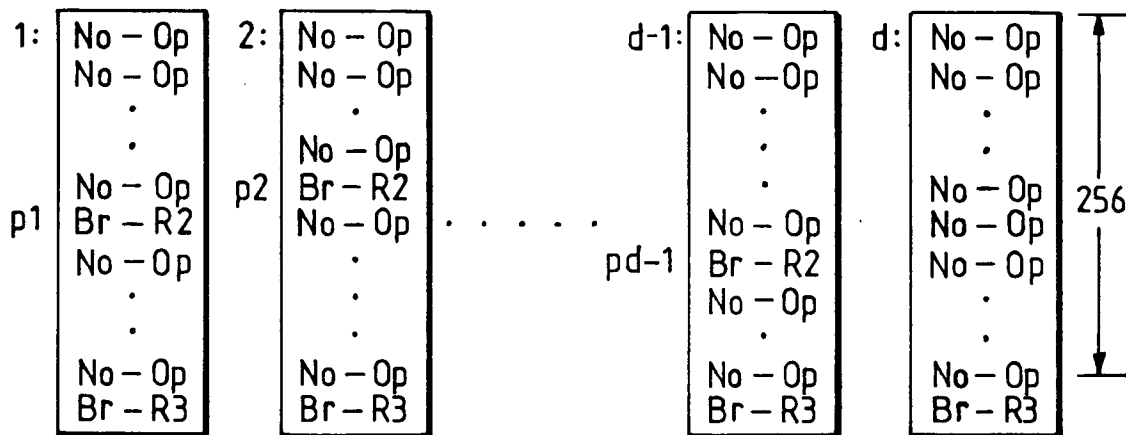 1:
No – Op
No – Op
.
.
No – Op
p1 Br – R2
No – Op
.
.
No – Op
Br – R3
2:
No – Op
No – Op
.
No – Op
p2 Br – R2
No – Op
.
.
.
No – Op
Br – R3
. . . . .
d-1:
No – Op
No – Op
.
.
.
No – Op
pd-1 Br – R2
No – Op
.
No – Op
Br – R3
d:
No – Op
No – Op
.
.
No – Op
No – Op
No – Op
.
.
No – Op
Br – R3
256